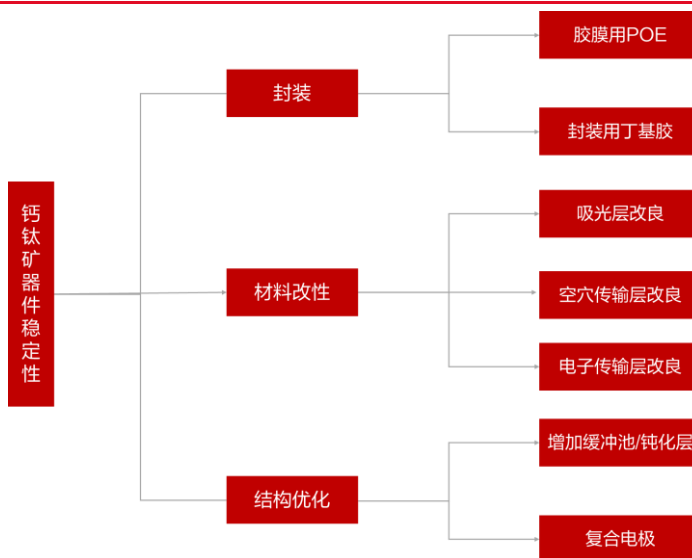 钙钛矿器件稳定性
封装
胶膜用POE
封装用丁基胶
材料改性
吸光层改良
空穴传输层改良
电子传输层改良
结构优化
增加缓冲池/钝化层
复合电极